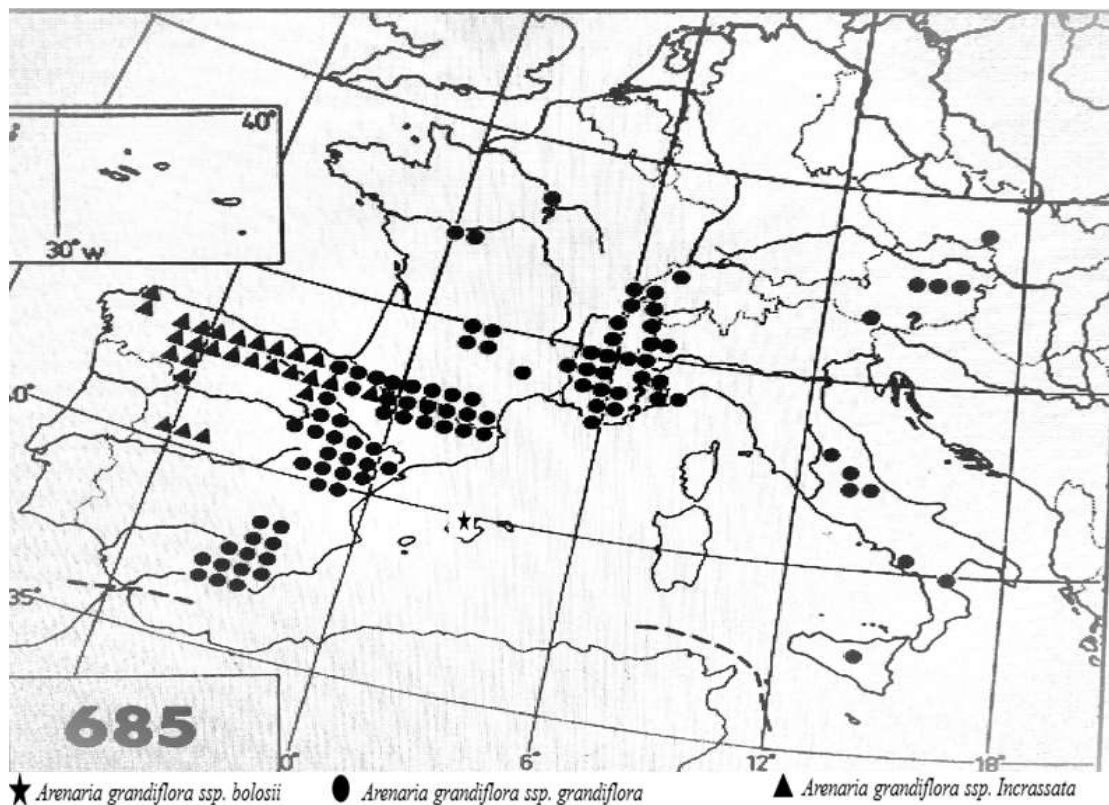 40°
30° W
?
?
?
40°
35°
685
0° 6° 12° 18°
★ Arenaria grandiflora ssp. bolosii ● Arenaria grandiflora ssp. grandiflora ▲ Arenaria grandiflora ssp. Incrassata